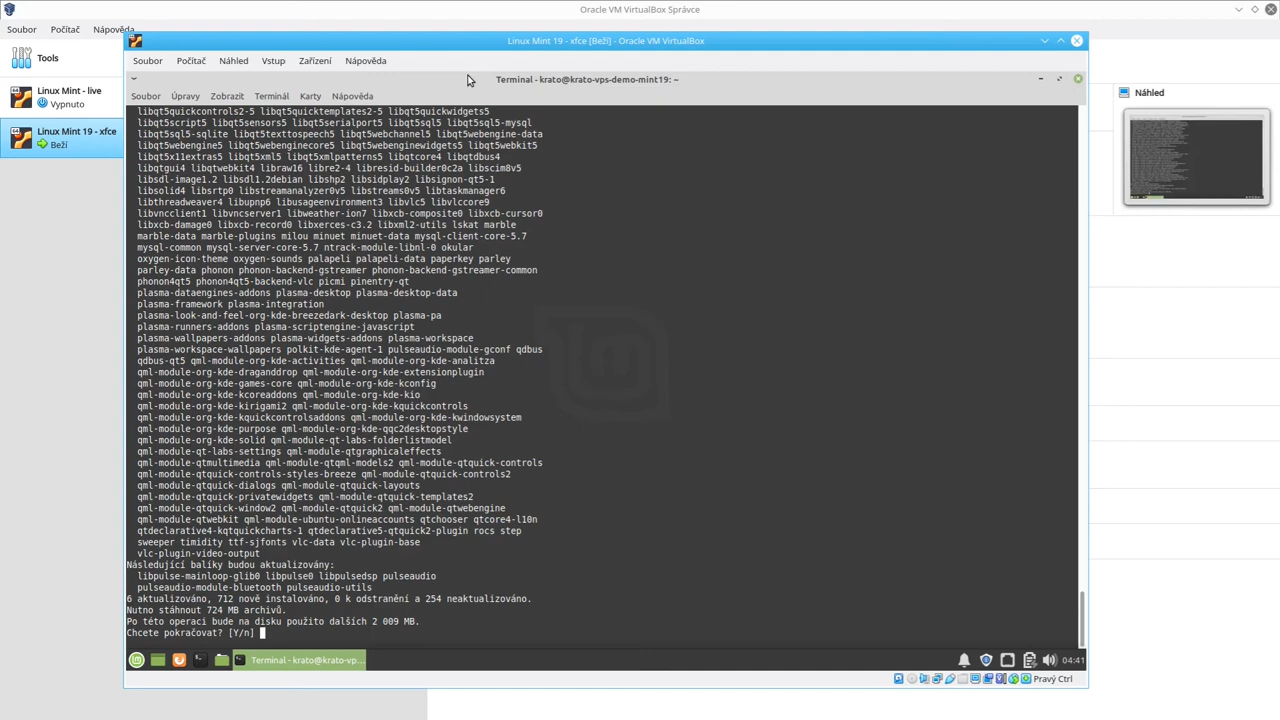 Oracle VM VirtualBox Správce
Soubor Počítač Nápověda
Tools
Linux Mint - live
Vypnuto
Linux Mint 19 - xfce
Beží
Náhled
Linux Mint 19 - xfce [Beží] - Oracle VM VirtualBox
Soubor Počítač Náhled Vstup Zařízení Nápověda
Terminal - krato@krato-vps-demo-mint19: ~
Soubor Úpravy Zobrazit Terminál Karty Nápověda
libqt5quickcontrols2-5 libqt5quicktemplates2-5 libqt5quickwidgets5
libqt5script5 libqt5sensors5 libqt5serialport5 libqt5sql5 libqt5sql5-mysql
libqt5sql5-sqlite libqt5texttospeech5 libqt5webchannel5 libqt5webengine-data
libqt5webengine5 libqt5webenginecore5 libqt5webenginewidgets5 libqt5webkit5
libqt5x11extras5 libqt5xml5 libqt5xmlpatterns5 libqtcore4 libqtdbus4
libqtgui4 libqtwebkit4 libraw16 libre2-4 libresid-builder0c2a libscim8v5
libsdl-image1.2 libsdl1.2debian libshp2 libsidplay2 libsignon-qt5-1
libsolid4 libsrtp0 libstreamanalyzer0v5 libstreams0v5 libtaskmanager6
libthreadweaver4 libupnp6 libusageenvironment3 libvlc5 libvlccore9
libvncclient1 libvncserver1 libweather-ion7 libxcb-composite0 libxcb-cursor0
libxcb-damage0 libxcb-record0 libxerces-c3.2 libxml2-utils lskat marble
marble-data marble-plugins milou minuet minuet-data mysql-client-core-5.7
mysql-common mysql-server-core-5.7 ntrack-module-libnl-0 okular
oxygen-icon-theme oxygen-sounds palapeli palapeli-data paperkey parley
parley-data phonon phonon-backend-gstreamer phonon-backend-gstreamer-common
phonon4qt5 phonon4qt5-backend-vlc picmi pinentry-qt
plasma-dataengines-addons plasma-desktop plasma-desktop-data
plasma-framework plasma-integration
plasma-look-and-feel-org-kde-breezedark-desktop plasma-pa
plasma-runners-addons plasma-scriptengine-javascript
plasma-wallpapers-addons plasma-widgets-addons plasma-workspace
plasma-workspace-wallpapers polkit-kde-agent-1 pulseaudio-module-gconf qdbus
qdbus-qt5 qml-module-org-kde-activities qml-module-org-kde-analitza
qml-module-org-kde-draganddrop qml-module-org-kde-extensionplugin
qml-module-org-kde-games-core qml-module-org-kde-kconfig
qml-module-org-kde-kcoreaddons qml-module-org-kde-kio
qml-module-org-kde-kirigami2 qml-module-org-kde-kquickcontrols
qml-module-org-kde-kquickcontrolsaddons qml-module-org-kde-kwindowsystem
qml-module-org-kde-purpose qml-module-org-kde-qqc2desktopstyle
qml-module-org-kde-solid qml-module-qt-labs-folderlistmodel
qml-module-qt-labs-settings qml-module-qtgraphicaleffects
qml-module-qtmultimedia qml-module-qtqml-models2 qml-module-qtquick-controls
qml-module-qtquick-controls-styles-breeze qml-module-qtquick-controls2
qml-module-qtquick-dialogs qml-module-qtquick-layouts
qml-module-qtquick-privatewidgets qml-module-qtquick-templates2
qml-module-qtquick-window2 qml-module-qtquick2 qml-module-qtwebengine
qml-module-qtwebkit qml-module-ubuntu-onlineaccounts qtchooser qtcore4-l10n
qtdeclarative4-kqtquickcharts-1 qtdeclarative5-qtquick2-plugin rocs step
sweeper timidity ttf-sjfonts vlc-data vlc-plugin-base
vlc-plugin-video-output
Následující balíky budou aktualizovány:
libpulse-mainloop-glib0 libpulse0 libpulsedsp pulseaudio
pulseaudio-module-bluetooth pulseaudio-utils
6 aktualizováno, 712 nově instalováno, 0 k odstranění a 254 neaktualizováno.
Nutno stáhnout 724 MB archivů.
Po této operaci bude na disku použito dalších 2 009 MB.
Chcete pokračovat? [Y/n]
Terminal - krato@krato-vp...
04:41
Pravý Ctrl